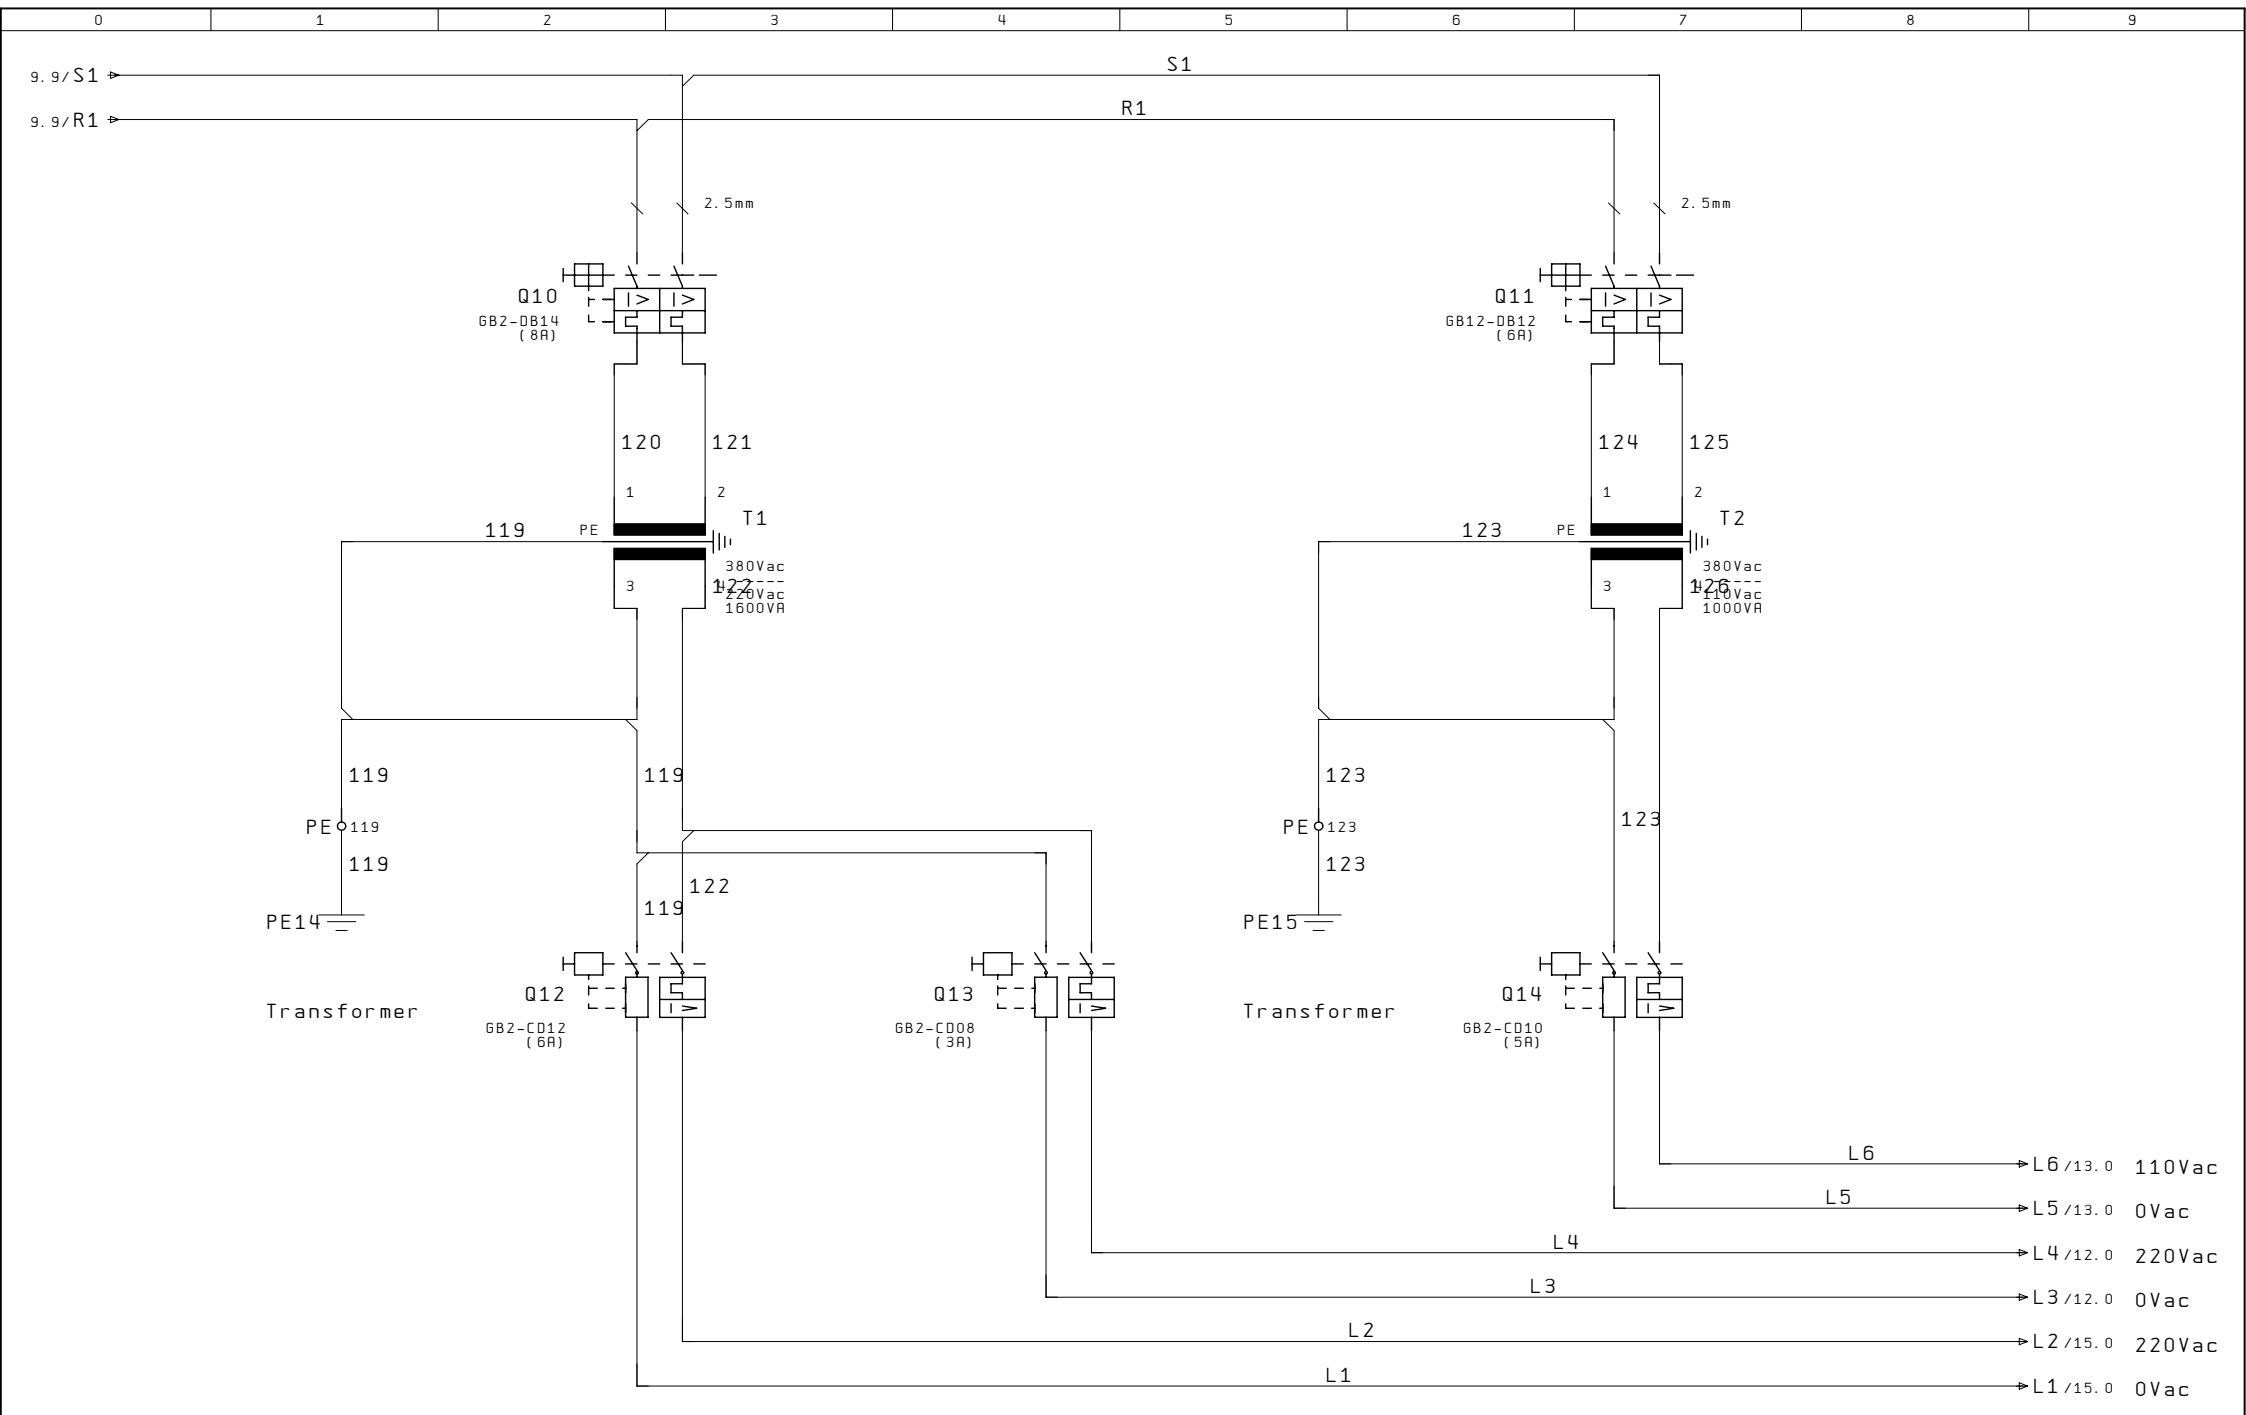 0 1 2 3 4 5 6 7 8 9
9.9/S1 S1
9.9/R1 R1
2.5mm 2.5mm
Q10 Q11
GB2-DB14 GB12-DB12
(8A) (6A)
120 121 124 125
1 2 1 2
T1 T2
119 PE 123 PE
380Vac 380Vac
------ ------
3 4 122 3 4 126
220Vac 110Vac
1600VA 1000VA
119 119 123
123
PE 119 PE 123
119 123
122
119
PE14 PE15
Q12 Q13 Q14
Transformer Transformer
GB2-CD12 GB2-CD08 GB2-CD10
(6A) (3A) (5A)
L6 L6/13.0 110Vac
L5 L5/13.0 0Vac
L4 L4/12.0 220Vac
L3 L3/12.0 0Vac
L2 L2/15.0 220Vac
L1 L1/15.0 0Vac